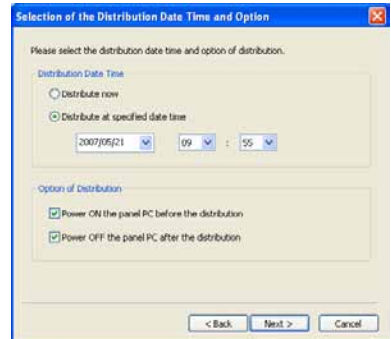 Selection of the Distribution Date Time and Option
Please select the distribution date time and option of distribution.
Distribution Date Time
Distribute now
Distribute at specified date time
2007/05/21 09 : 55
Option of Distribution
Power ON the panel PC before the distribution
Power OFF the panel PC after the distribution
< Back Next > Cancel